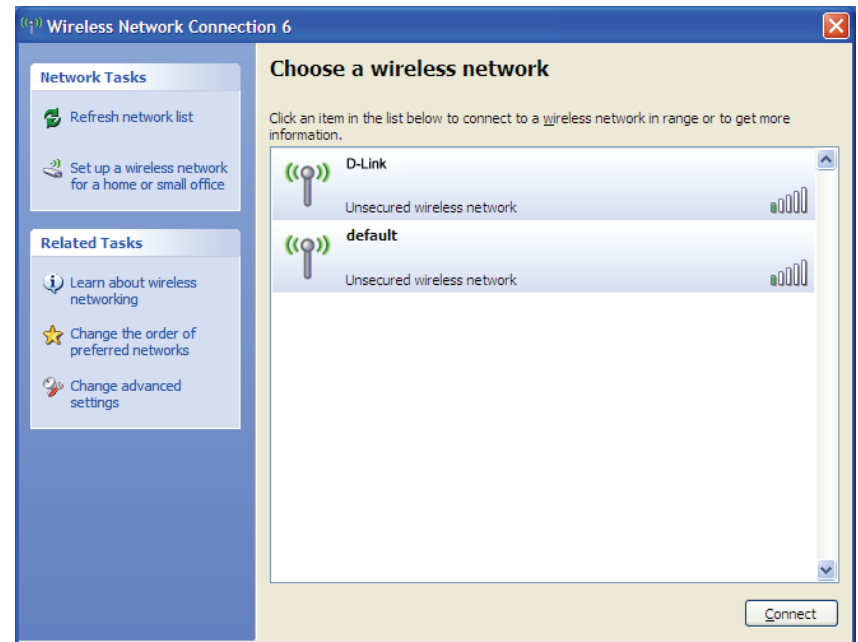 Wireless Network Connection 6
Network Tasks
Refresh network list
Set up a wireless network
for a home or small office
Related Tasks
Learn about wireless
networking
Change the order of
preferred networks
Change advanced
settings
Choose a wireless network
Click an item in the list below to connect to a wireless network in range or to get more
information.
D-Link
Unsecured wireless network
default
Unsecured wireless network
Connect